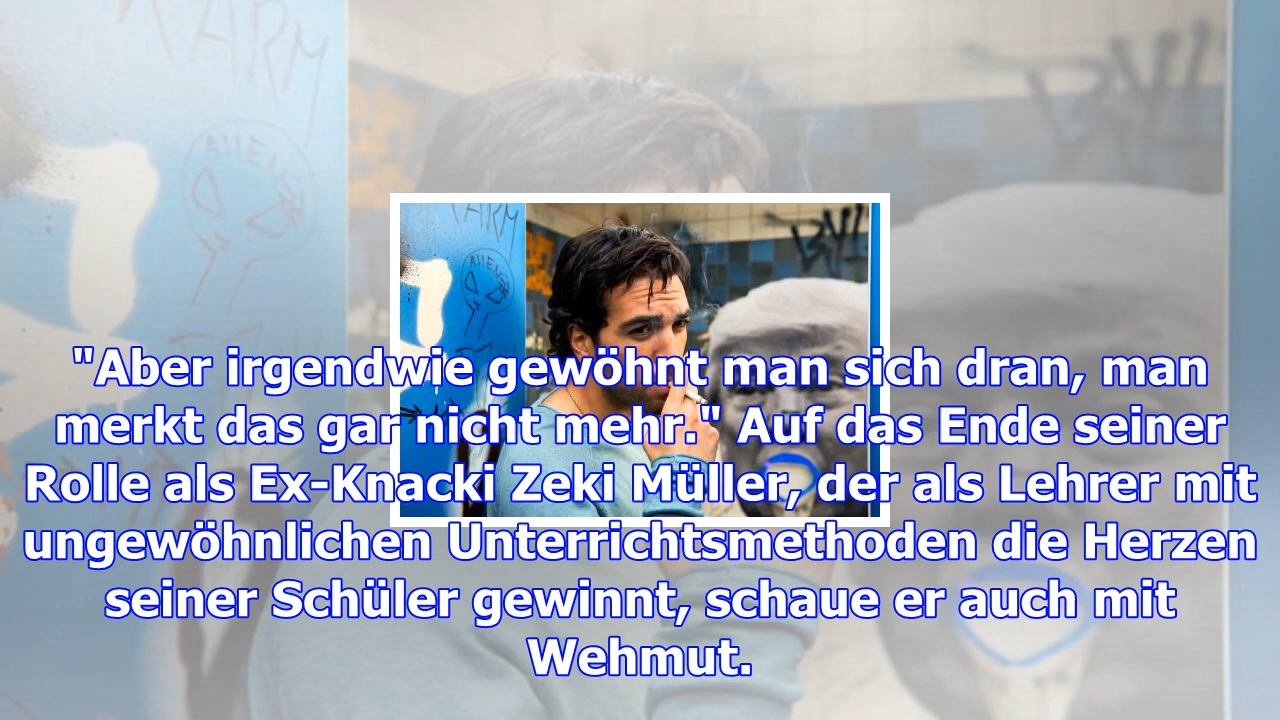 "Aber irgendwie gewöhnt man sich dran, man
merkt das gar nicht mehr." Auf das Ende seiner
Rolle als Ex-Knacki Zeki Müller, der als Lehrer mit
ungewöhnlichen Unterrichtsmethoden die Herzen
seiner Schüler gewinnt, schaue er auch mit
Wehmut.